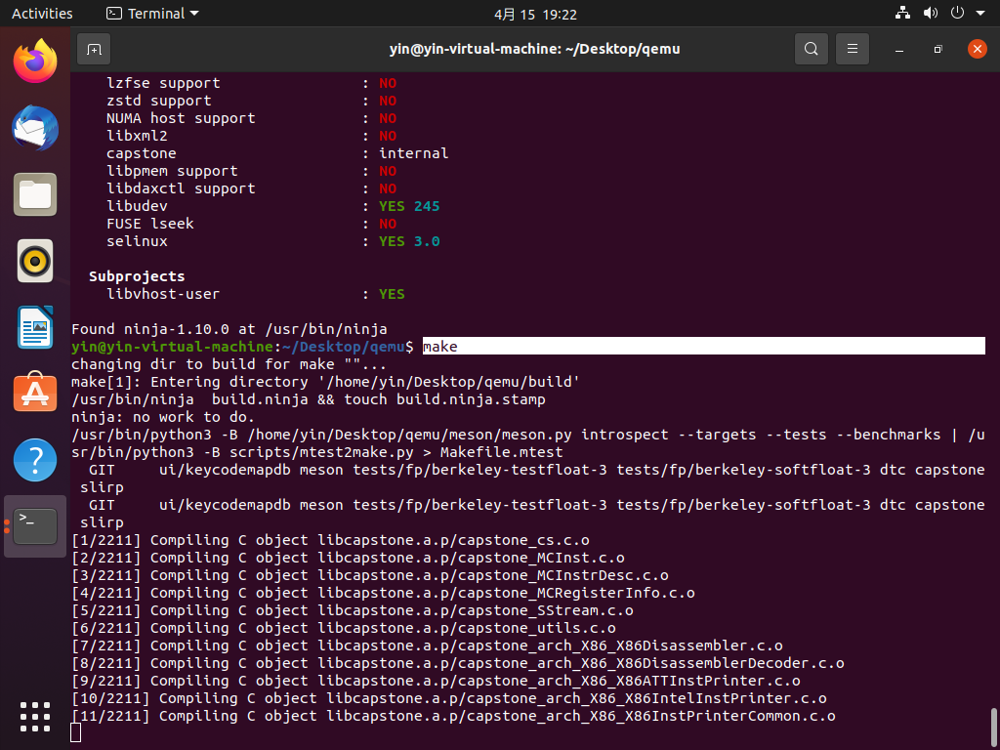 Activities Terminal 4月 15 19:22
yin@yin-virtual-machine: ~/Desktop/qemu
lzfse support : NO
zstd support : NO
NUMA host support : NO
libxml2 : NO
capstone : internal
libpmem support : NO
libdaxctl support : NO
libudev : YES 245
FUSE lseek : NO
selinux : YES 3.0
Subprojects
libvhost-user : YES
Found ninja-1.10.0 at /usr/bin/ninja
yin@yin-virtual-machine:~/Desktop/qemu$ make
changing dir to build for make ""...
make[1]: Entering directory '/home/yin/Desktop/qemu/build'
/usr/bin/ninja  build.ninja && touch build.ninja.stamp
ninja: no work to do.
/usr/bin/python3 -B /home/yin/Desktop/qemu/meson/meson.py introspect --targets --tests --benchmarks | /u
sr/bin/python3 -B scripts/mtest2make.py > Makefile.mtest
GIT     ui/keycodemapdb meson tests/fp/berkeley-testfloat-3 tests/fp/berkeley-softfloat-3 dtc capstone
slirp
GIT     ui/keycodemapdb meson tests/fp/berkeley-testfloat-3 tests/fp/berkeley-softfloat-3 dtc capstone
slirp
[1/2211] Compiling C object libcapstone.a.p/capstone_cs.c.o
[2/2211] Compiling C object libcapstone.a.p/capstone_MCInst.c.o
[3/2211] Compiling C object libcapstone.a.p/capstone_MCInstrDesc.c.o
[4/2211] Compiling C object libcapstone.a.p/capstone_MCRegisterInfo.c.o
[5/2211] Compiling C object libcapstone.a.p/capstone_SStream.c.o
[6/2211] Compiling C object libcapstone.a.p/capstone_utils.c.o
[7/2211] Compiling C object libcapstone.a.p/capstone_arch_X86_X86Disassembler.c.o
[8/2211] Compiling C object libcapstone.a.p/capstone_arch_X86_X86DisassemblerDecoder.c.o
[9/2211] Compiling C object libcapstone.a.p/capstone_arch_X86_X86ATTInstPrinter.c.o
[10/2211] Compiling C object libcapstone.a.p/capstone_arch_X86_X86IntelInstPrinter.c.o
[11/2211] Compiling C object libcapstone.a.p/capstone_arch_X86_X86InstPrinterCommon.c.o